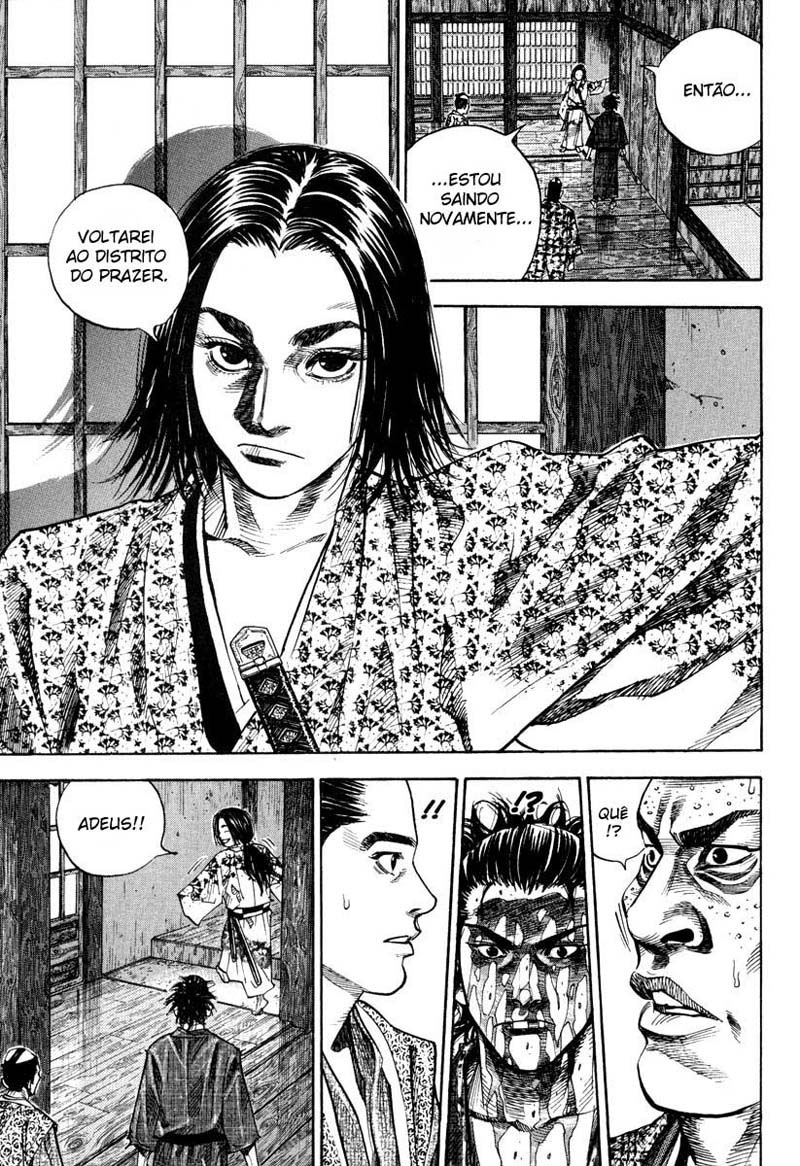 ENTÃO...
...ESTOU
SAINDO
NOVAMENTE...
VOLTAREI
AO DISTRITO
DO PRAZER.
QUÊ
!?
!?
!!
ADEUS!!